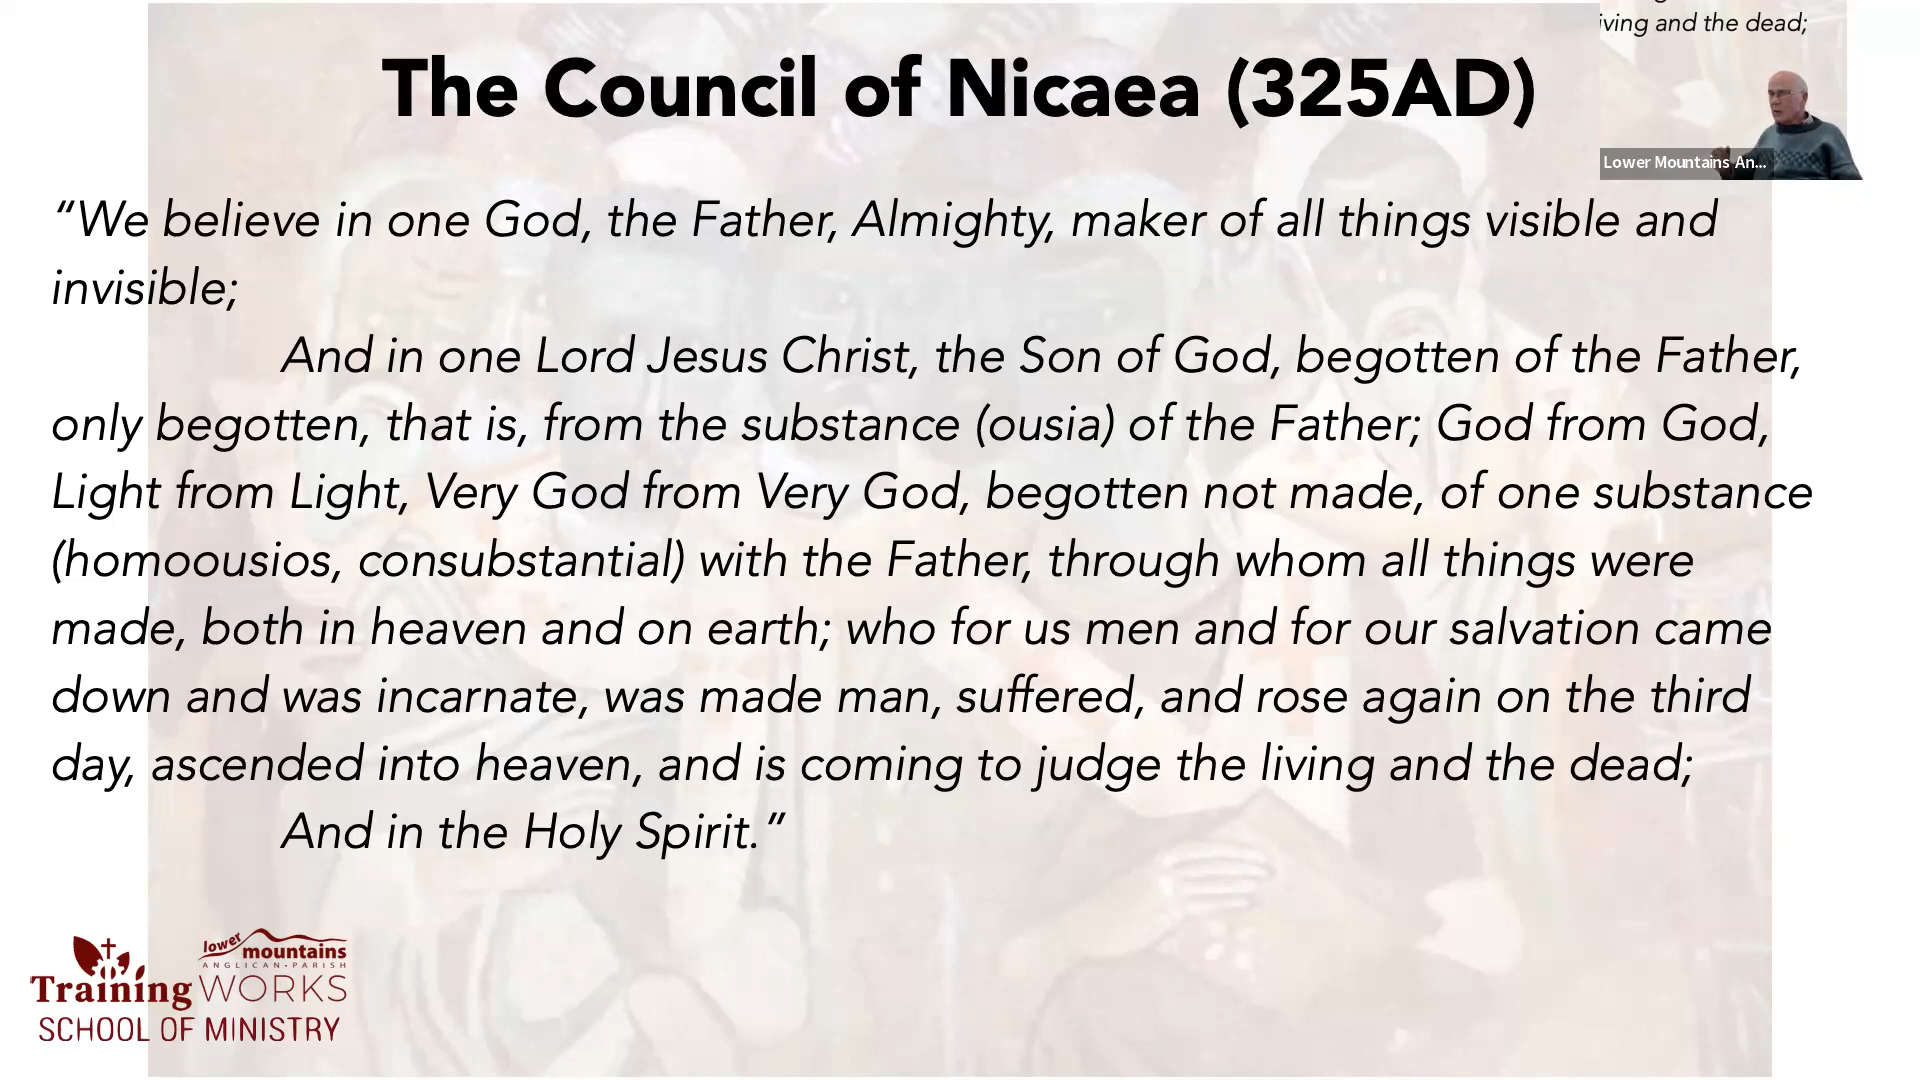 The Council of Nicaea (325AD)
iving and the dead;
Lower Mountains An...
“We believe in one God, the Father, Almighty, maker of all things visible and
invisible;
And in one Lord Jesus Christ, the Son of God, begotten of the Father,
only begotten, that is, from the substance (ousia) of the Father; God from God,
Light from Light, Very God from Very God, begotten not made, of one substance
(homoousios, consubstantial) with the Father, through whom all things were
made, both in heaven and on earth; who for us men and for our salvation came
down and was incarnate, was made man, suffered, and rose again on the third
day, ascended into heaven, and is coming to judge the living and the dead;
And in the Holy Spirit.”
lower
mountains
ANGLICAN•PARISH
Training WORKS
SCHOOL OF MINISTRY